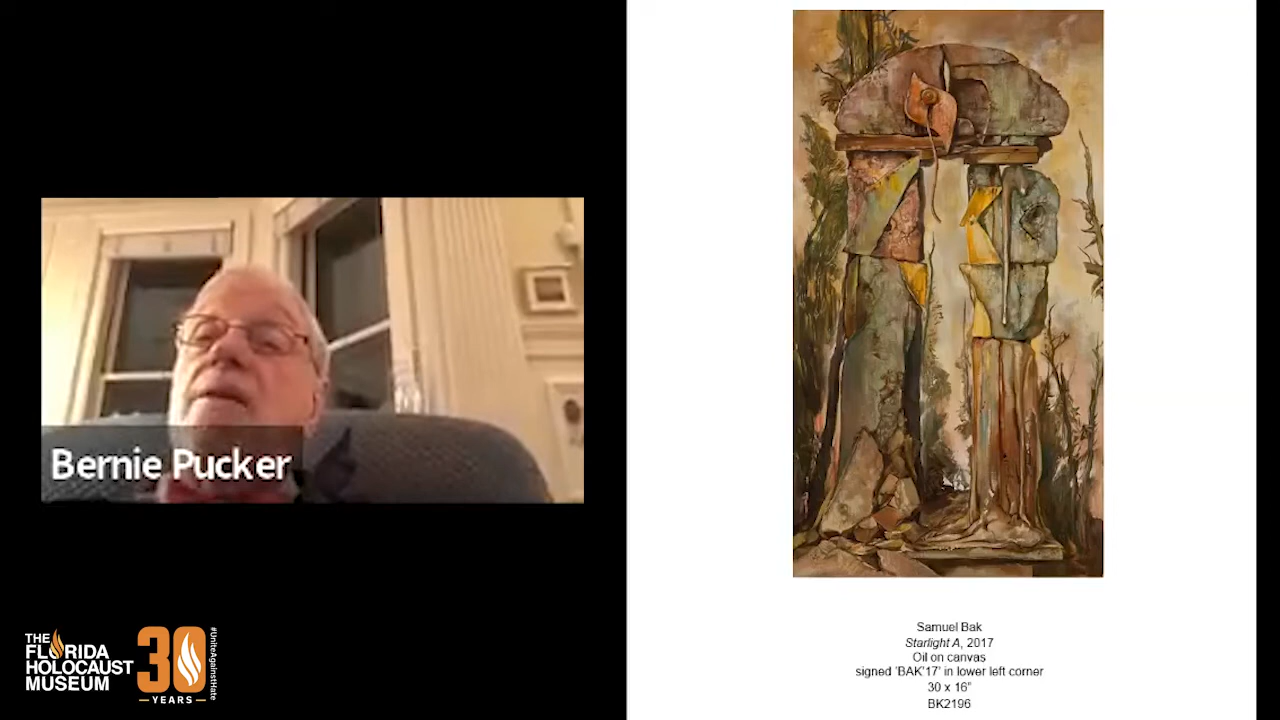 Bernie Pucker
THE
FLORIDA
HOLOCAUST
MUSEUM
30
YEARS
#UniteAgainstHate
Samuel Bak
Starlight A, 2017
Oil on canvas
signed 'BAK'17' in lower left corner
30 x 16"
BK2196